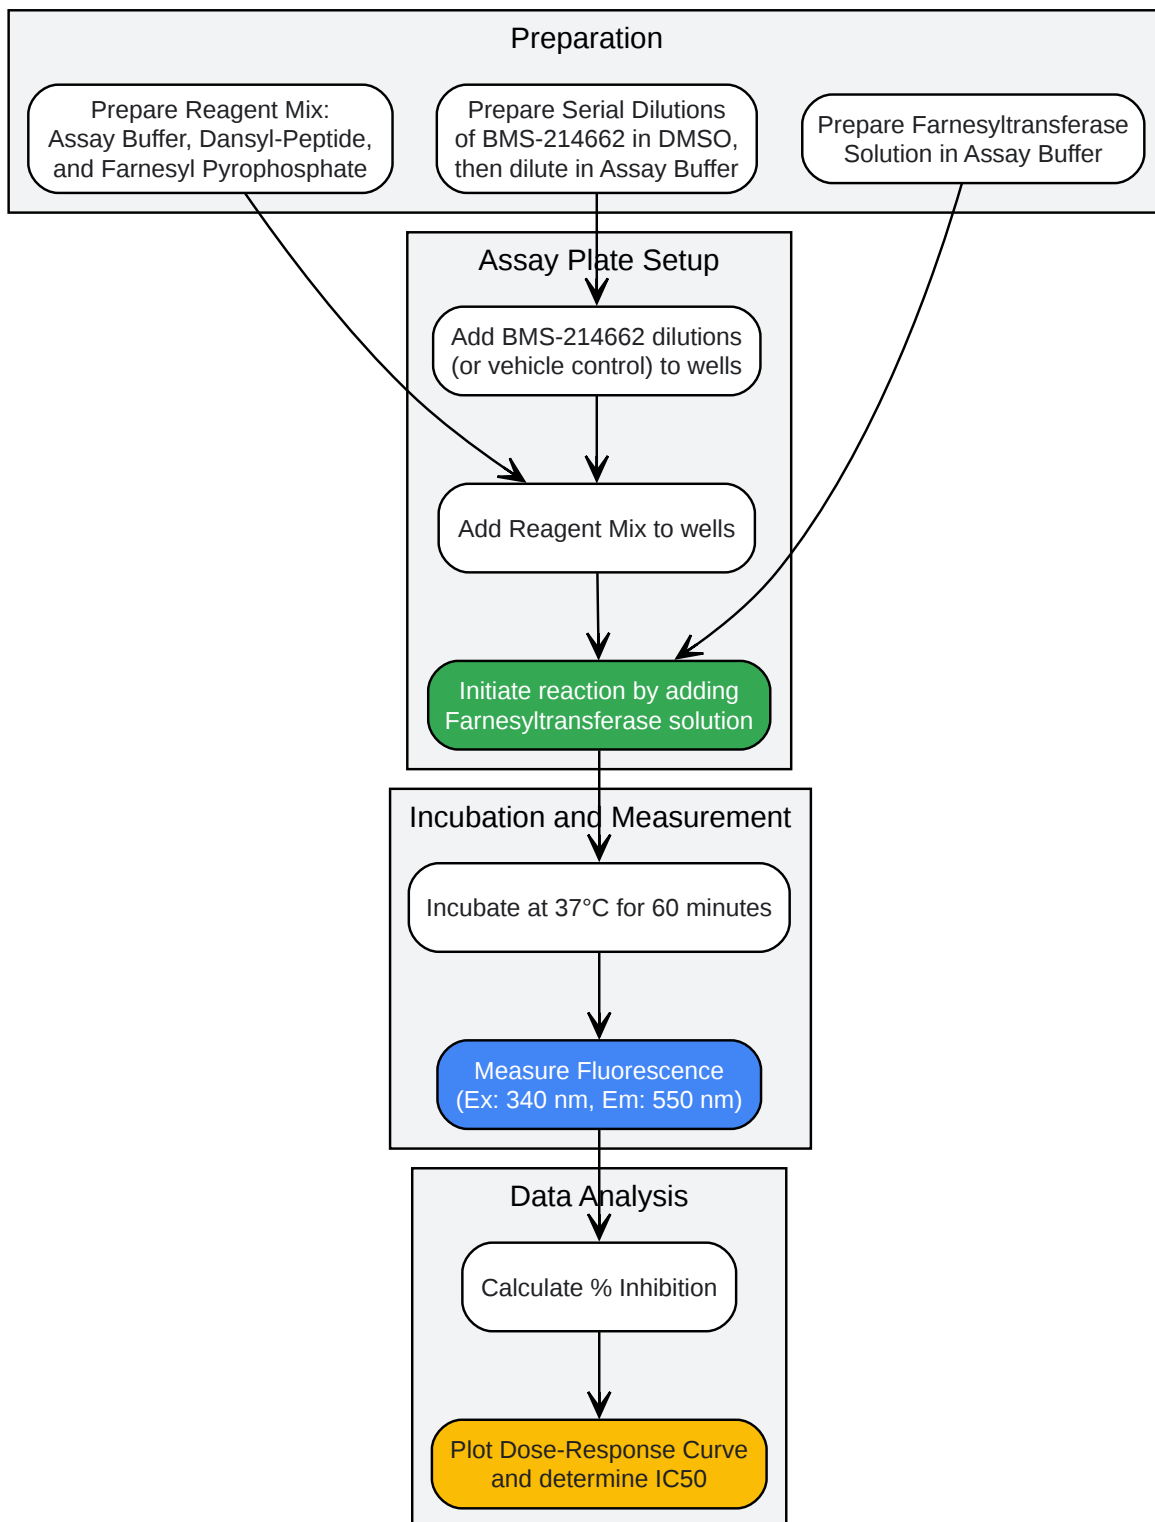 Preparation
Prepare Reagent Mix:
Assay Buffer, Dansyl-Peptide,
and Farnesyl Pyrophosphate
Prepare Serial Dilutions
of BMS-214662 in DMSO,
then dilute in Assay Buffer
Prepare Farnesyltransferase
Solution in Assay Buffer
Assay Plate Setup
Add BMS-214662 dilutions
(or vehicle control) to wells
Add Reagent Mix to wells
Initiate reaction by adding
Farnesyltransferase solution
Incubation and Measurement
Incubate at 37°C for 60 minutes
Measure Fluorescence
(Ex: 340 nm, Em: 550 nm)
Data Analysis
Calculate % Inhibition
Plot Dose-Response Curve
and determine IC50